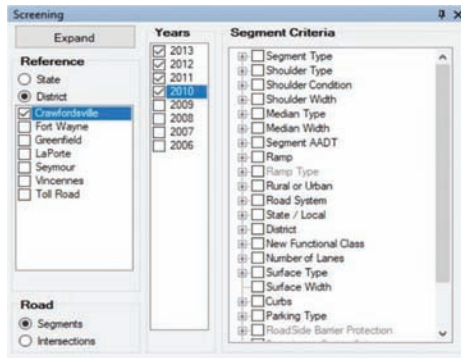 Screening
Expand
Reference
State
District
Crawfordsville
Fort Wayne
Greenfield
LaPorte
Seymour
Vincennes
Toll Road
Road
Segments
Intersections
Years
2013
2012
2011
2010
2009
2008
2007
2006
Segment Criteria
Segment Type
Shoulder Type
Shoulder Condition
Shoulder Width
Median Type
Median Width
Segment AADT
Ramp
Ramp Type
Rural or Urban
Road System
State / Local
District
New Functional Class
Number of Lanes
Surface Type
Surface Width
Curbs
Parking Type
RoadSide Barrier Protection